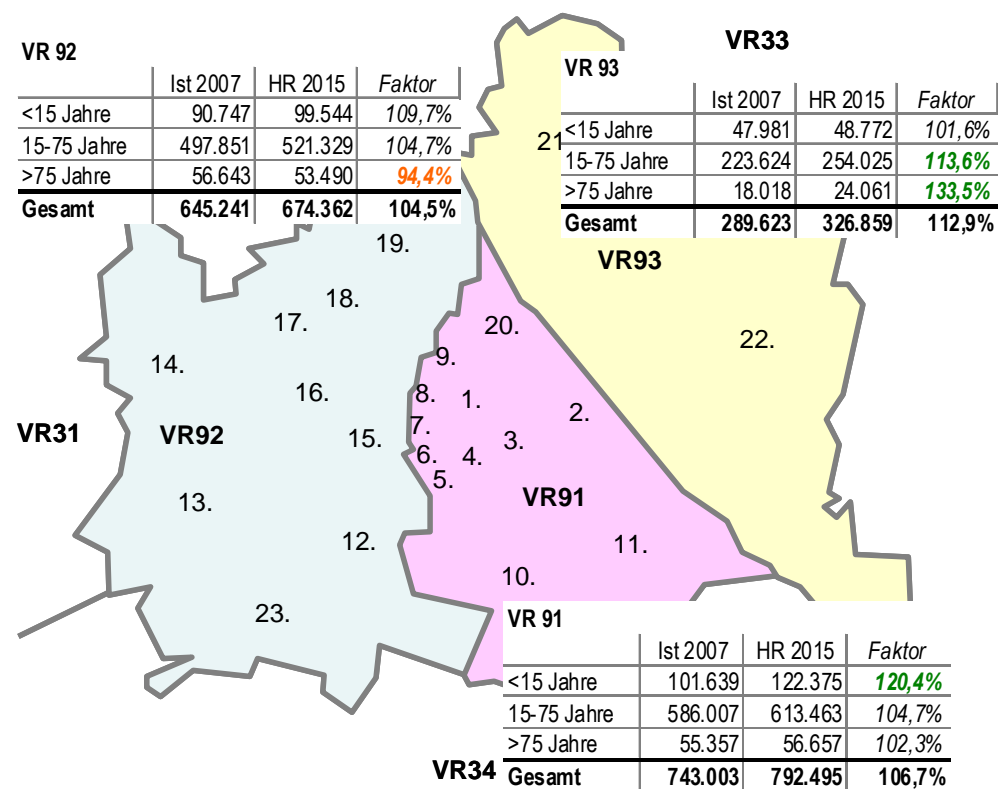 VR 92
Ist 2007 HR 2015 Faktor
<15 Jahre 90.747 99.544 109,7%
15-75 Jahre 497.851 521.329 104,7%
>75 Jahre 56.643 53.490 94,4%
Gesamt 645.241 674.362 104,5%
VR33
VR 93
Ist 2007 HR 2015 Faktor
<15 Jahre 47.981 48.772 101,6%
15-75 Jahre 223.624 254.025 113,6%
>75 Jahre 18.018 24.061 133,5%
Gesamt 289.623 326.859 112,9%
21
19.
VR93
18.
17.
20.
22.
14.
9.
16.
8.
1.
2.
7.
VR31
VR92
15.
3.
6.
4.
5.
13.
VR91
12.
11.
10.
23.
VR 91
Ist 2007 HR 2015 Faktor
<15 Jahre 101.639 122.375 120,4%
15-75 Jahre 586.007 613.463 104,7%
>75 Jahre 55.357 56.657 102,3%
Gesamt 743.003 792.495 106,7%
VR34